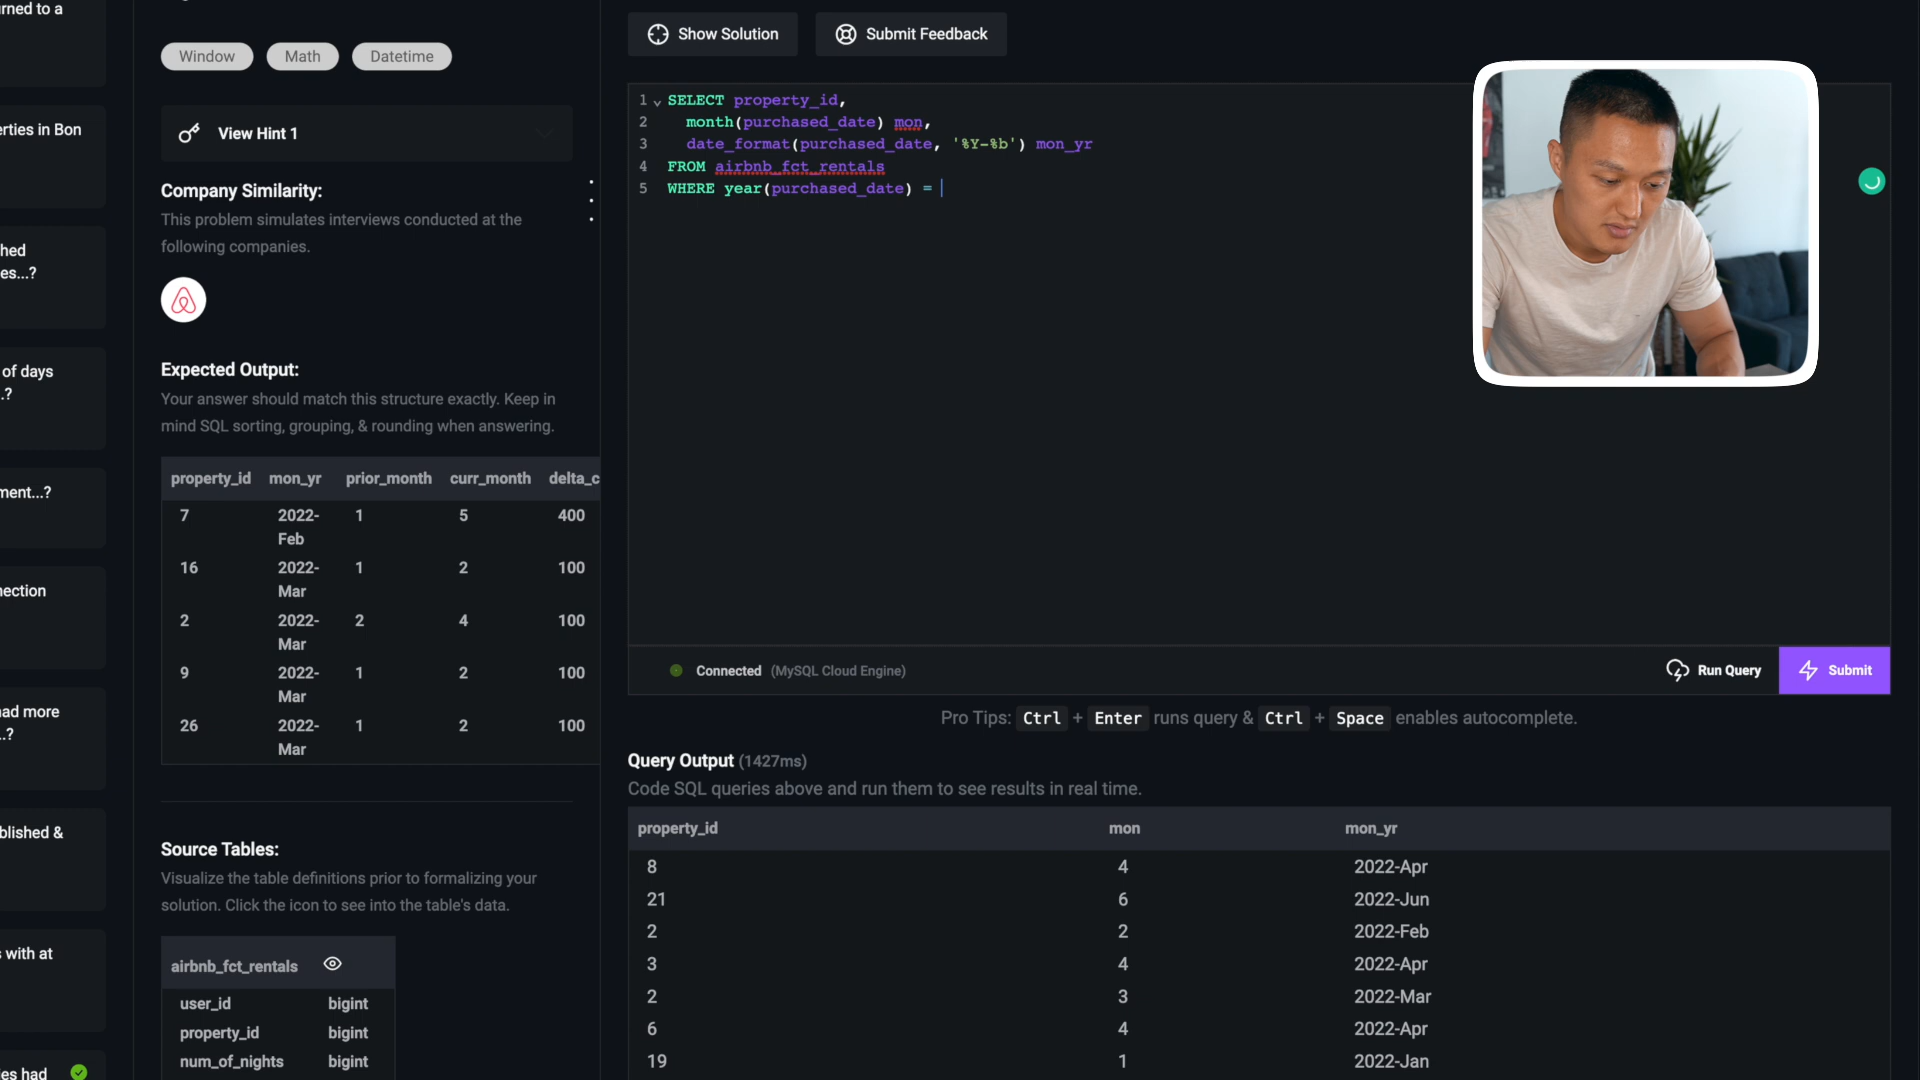 rned to a
erties in Bon
hed
es...?
of days
.?
ment...?
nection
had more
..?
blished &
s with at
ies had
Window
Math
Datetime
View Hint 1
Company Similarity:
This problem simulates interviews conducted at the
following companies.
Expected Output:
Your answer should match this structure exactly. Keep in
mind SQL sorting, grouping, & rounding when answering.
property_id mon_yr prior_month curr_month delta_c
7 2022-Feb 1 5 400
16 2022-Mar 1 2 100
2 2022-Mar 2 4 100
9 2022-Mar 1 2 100
26 2022-Mar 1 2 100
Source Tables:
Visualize the table definitions prior to formalizing your
solution. Click the icon to see into the table's data.
airbnb_fct_rentals
user_id bigint
property_id bigint
num_of_nights bigint
Show Solution
Submit Feedback
1 SELECT property_id,
2 month(purchased_date) mon,
3 date_format(purchased_date, '%Y-%b') mon_yr
4 FROM airbnb_fct_rentals
5 WHERE year(purchased_date) =
Connected (MySQL Cloud Engine)
Run Query
Submit
Pro Tips: Ctrl + Enter runs query & Ctrl + Space enables autocomplete.
Query Output (1427ms)
Code SQL queries above and run them to see results in real time.
property_id mon mon_yr
8 4 2022-Apr
21 6 2022-Jun
2 2 2022-Feb
3 4 2022-Apr
2 3 2022-Mar
6 4 2022-Apr
19 1 2022-Jan